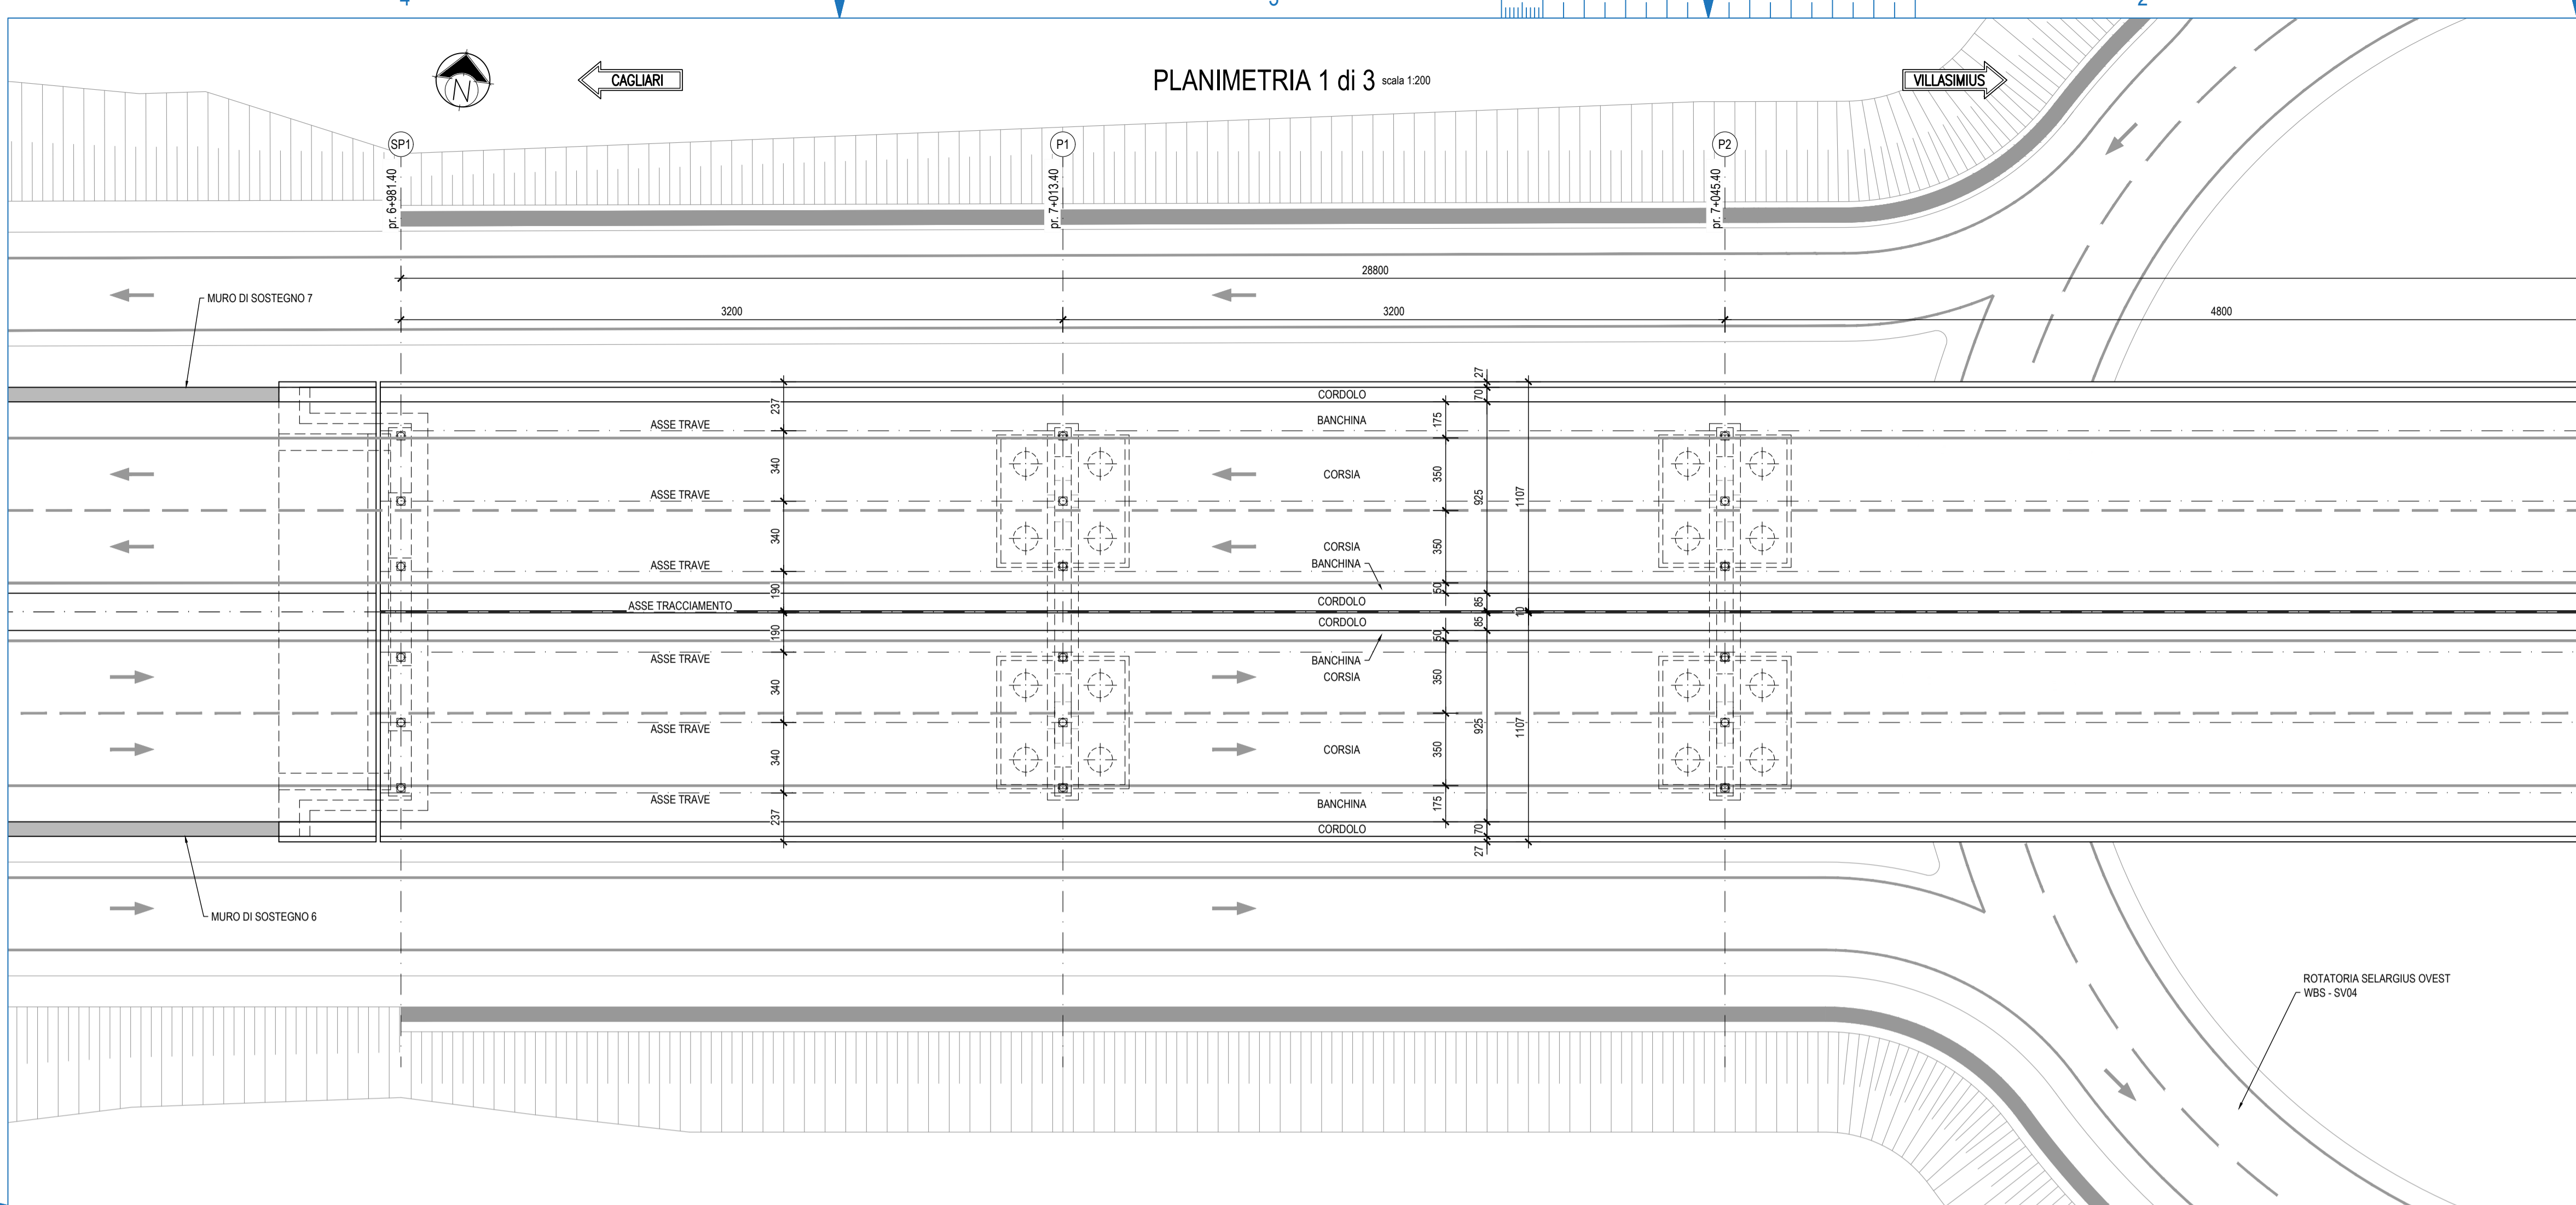 4 3 2
N
CAGLIARI
PLANIMETRIA 1 di 3 scala 1:200
VILLASIMIUS
SP1
P1
P2
pr. 6+981.40
pr. 7+013.40
pr. 7+045.40
28800
3200
3200
4800
MURO DI SOSTEGNO 7
237
27
70
CORDOLO
ASSE TRAVE
BANCHINA
175
340
CORSIA
350
ASSE TRAVE
925
1107
340
CORSIA
350
ASSE TRAVE
BANCHINA
190
50
ASSE TRACCIAMENTO
CORDOLO
85
10
CORDOLO
85
190
50
ASSE TRAVE
BANCHINA
CORSIA
340
350
ASSE TRAVE
925
1107
340
CORSIA
350
ASSE TRAVE
BANCHINA
175
237
CORDOLO
70
27
MURO DI SOSTEGNO 6
ROTATORIA SELARGIUS OVEST
WBS - SV04